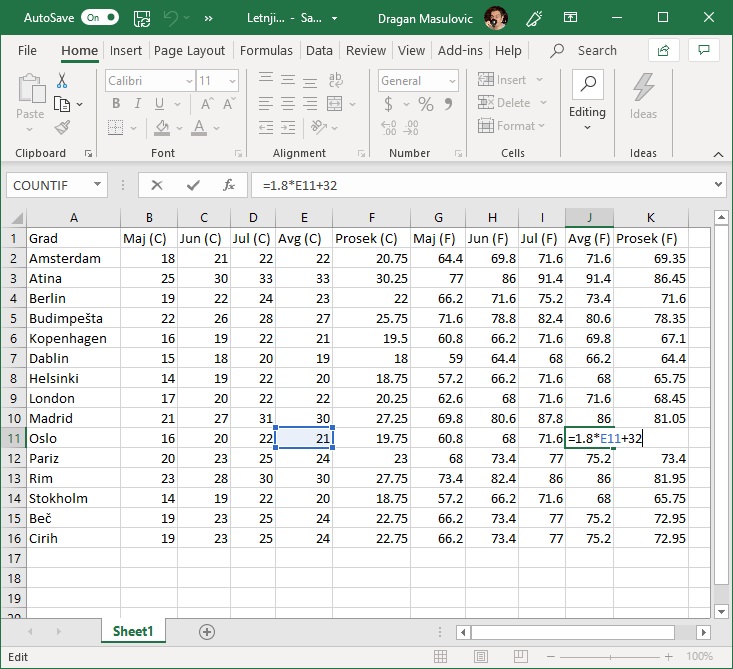 AutoSave On » Letnji... - Sa... Dragan Masulovic
File Home Insert Page Layout Formulas Data Review View Add-ins Help Search
Paste Calibri 11 ab General Insert Editing Ideas
B I U A A $ % Delete
A Format
Clipboard Font Alignment Number Cells Ideas
COUNTIF fx =1.8*E11+32
A B C D E F G H I J K
1 Grad Maj (C) Jun (C) Jul (C) Avg (C) Prosek (C) Maj (F) Jun (F) Jul (F) Avg (F) Prosek (F)
2 Amsterdam 18 21 22 22 20.75 64.4 69.8 71.6 71.6 69.35
3 Atina 25 30 33 33 30.25 77 86 91.4 91.4 86.45
4 Berlin 19 22 24 23 22 66.2 71.6 75.2 73.4 71.6
5 Budimpešta 22 26 28 27 25.75 71.6 78.8 82.4 80.6 78.35
6 Kopenhagen 16 19 22 21 19.5 60.8 66.2 71.6 69.8 67.1
7 Dablin 15 18 20 19 18 59 64.4 68 66.2 64.4
8 Helsinki 14 19 22 20 18.75 57.2 66.2 71.6 68 65.75
9 London 17 20 22 22 20.25 62.6 68 71.6 71.6 68.45
10 Madrid 21 27 31 30 27.25 69.8 80.6 87.8 86 81.05
11 Oslo 16 20 22 21 19.75 60.8 68 71.6 =1.8*E11+32
12 Pariz 20 23 25 24 23 68 73.4 77 75.2 73.4
13 Rim 23 28 30 30 27.75 73.4 82.4 86 86 81.95
14 Stokholm 14 19 22 20 18.75 57.2 66.2 71.6 68 65.75
15 Beč 19 23 25 24 22.75 66.2 73.4 77 75.2 72.95
16 Cirih 19 23 25 24 22.75 66.2 73.4 77 75.2 72.95
17
18
19
20
Sheet1
Edit 100%